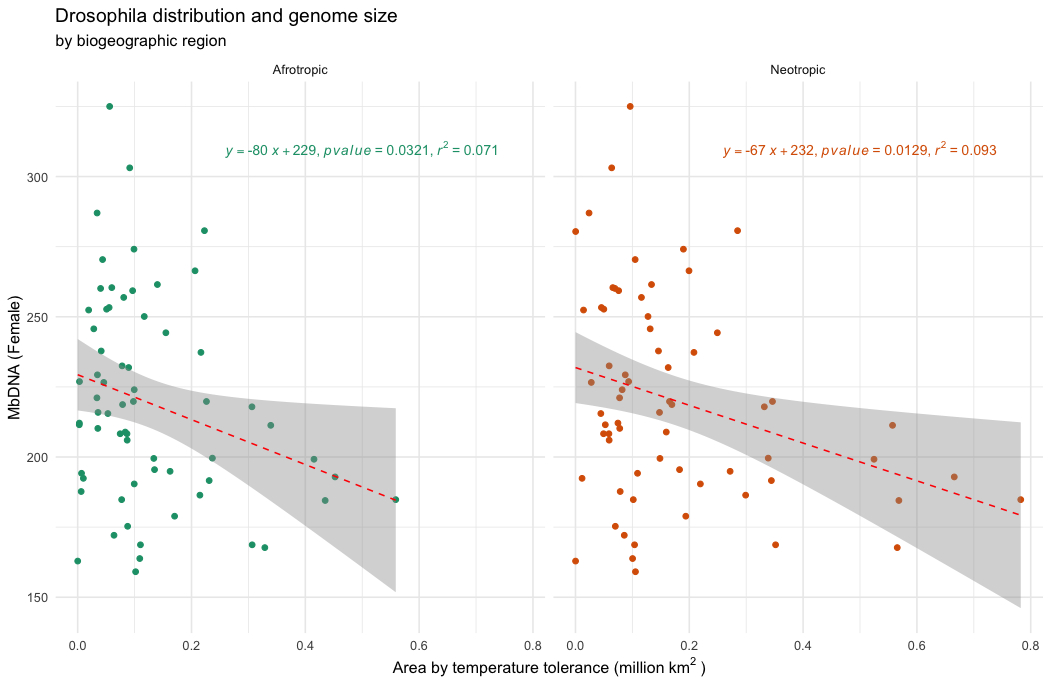 Drosophila distribution and genome size
by biogeographic region
Afrotropic
Neotropic
y = -80 x + 229, pvalue = 0.0321, r² = 0.071
y = -67 x + 232, pvalue = 0.0129, r² = 0.093
MbDNA (Female)
300
250
200
150
0.0 0.2 0.4 0.6 0.8
0.0 0.2 0.4 0.6 0.8
Area by temperature tolerance (million km² )